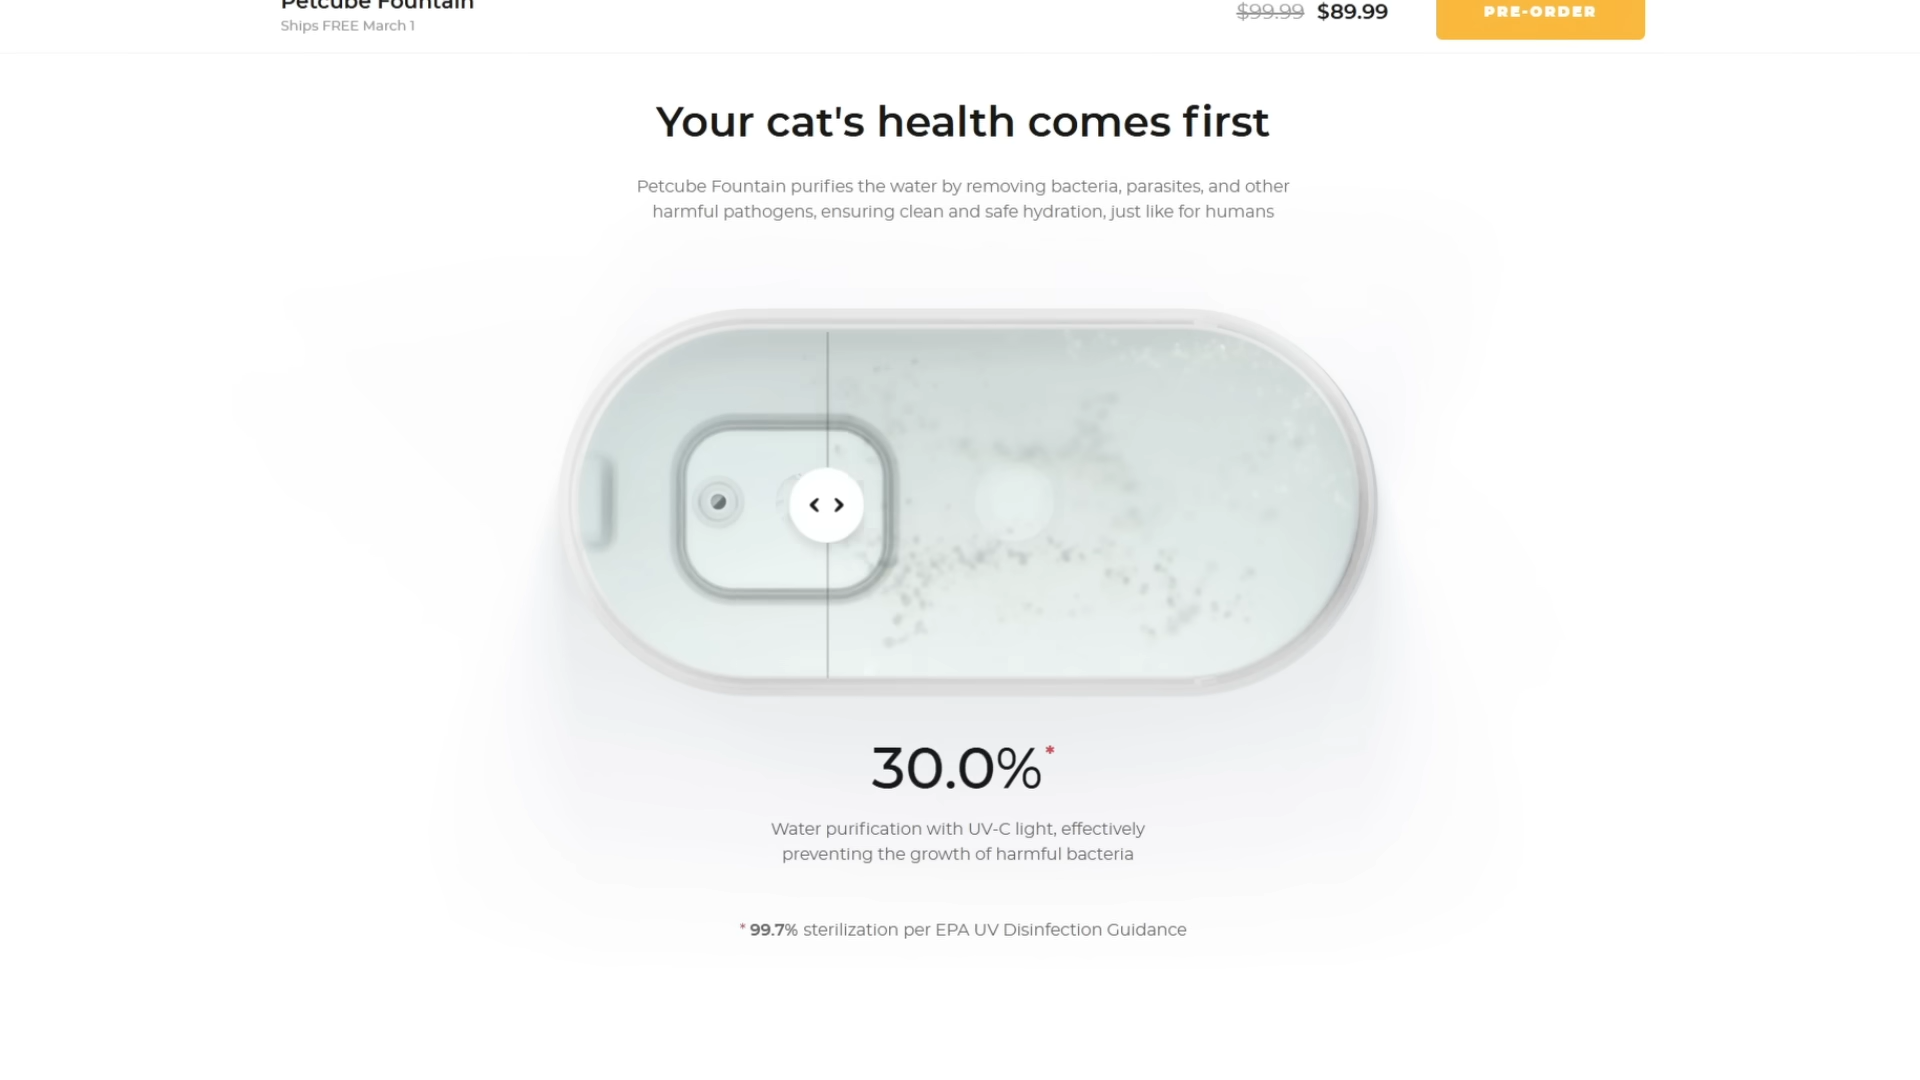 Petcube Fountain
Ships FREE March 1
$99.99 $89.99
PRE-ORDER
Your cat's health comes first
Petcube Fountain purifies the water by removing bacteria, parasites, and other
harmful pathogens, ensuring clean and safe hydration, just like for humans
30.0%*
Water purification with UV-C light, effectively
preventing the growth of harmful bacteria
* 99.7% sterilization per EPA UV Disinfection Guidance